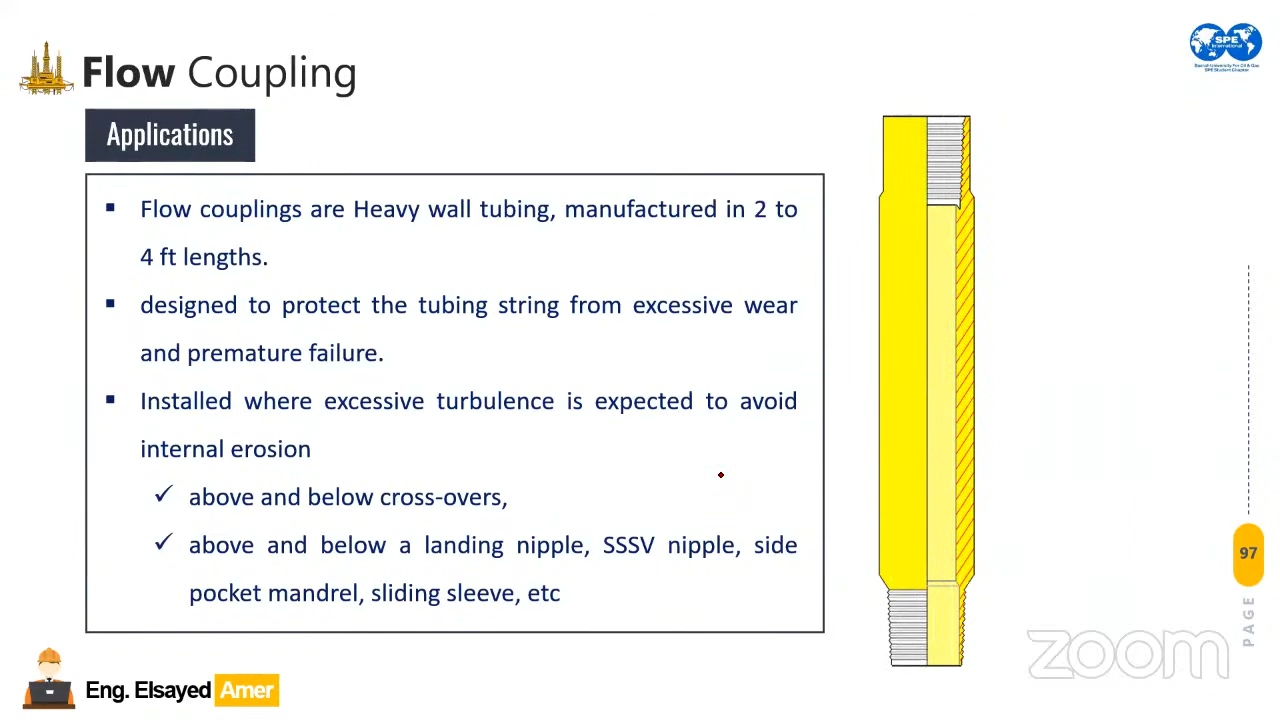 Flow Coupling
SPE
International
Applications
▪ Flow couplings are Heavy wall tubing, manufactured in 2 to
4 ft lengths.
▪ designed to protect the tubing string from excessive wear
and premature failure.
▪ Installed where excessive turbulence is expected to avoid
internal erosion
✓ above and below cross-overs,
✓ above and below a landing nipple, SSSV nipple, side
pocket mandrel, sliding sleeve, etc
97
PAGE
zoom
Eng. Elsayed Amer